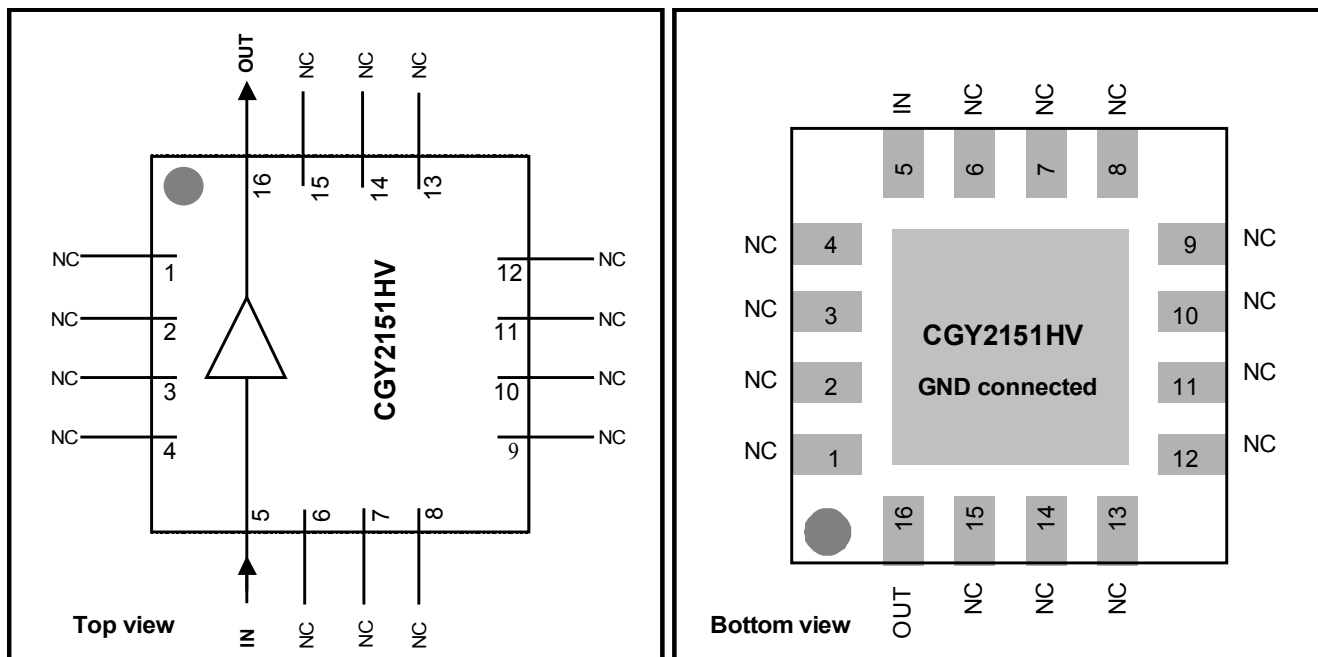 OUT
NC
NC
NC
16
15
14
13
NC
1
12
NC
NC
2
11
NC
NC
3
10
NC
NC
4
9
NC
CGY2151HV
5
6
7
8
Top view
IN
NC
NC
NC
IN
NC
NC
NC
5
6
7
8
NC
4
9
NC
NC
3
10
NC
CGY2151HV
GND connected
NC
2
11
NC
NC
1
12
NC
16
15
14
13
Bottom view
OUT
NC
NC
NC